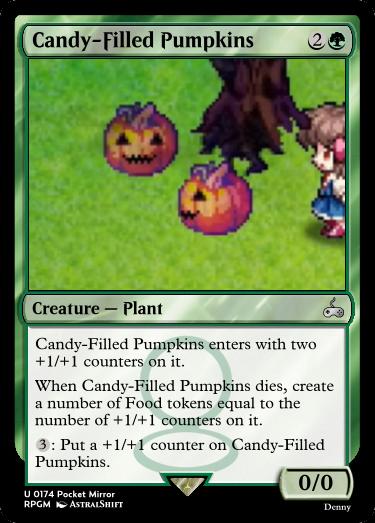 Candy-Filled Pumpkins 2
Creature — Plant
Candy-Filled Pumpkins enters with two
+1/+1 counters on it.
When Candy-Filled Pumpkins dies, create
a number of Food tokens equal to the
number of +1/+1 counters on it.
3: Put a +1/+1 counter on Candy-Filled
Pumpkins.
0/0
U 0174 Pocket Mirror
RPGM AstralShift
Denny